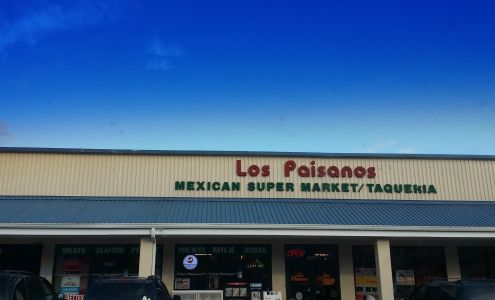 Los Paisanos
MEXICAN SUPER MARKET/TAQUERIA
OPEN
MEATS SEAFOOD
MILK SODAS